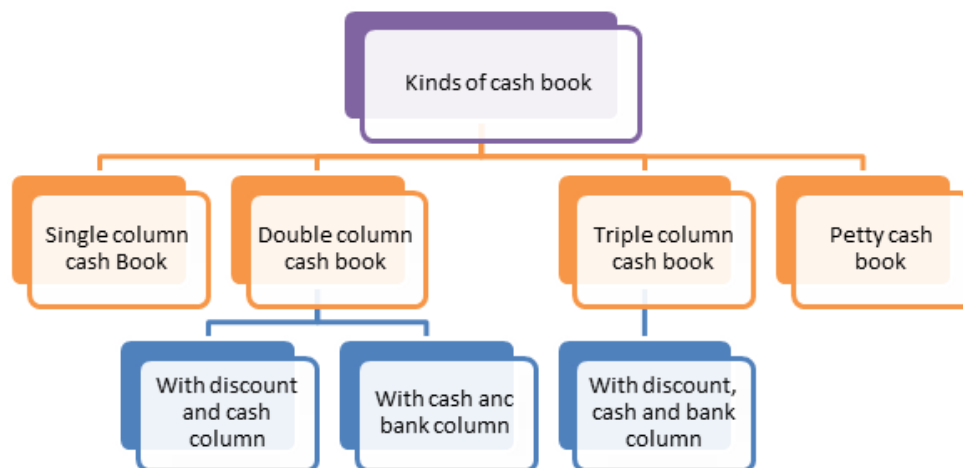 Kinds of cash book
Single column
cash Book
Double column
cash book
Triple column
cash book
Petty cash
book
With discount
and cash
column
With cash anc
bank column
With discount,
cash and bank
column